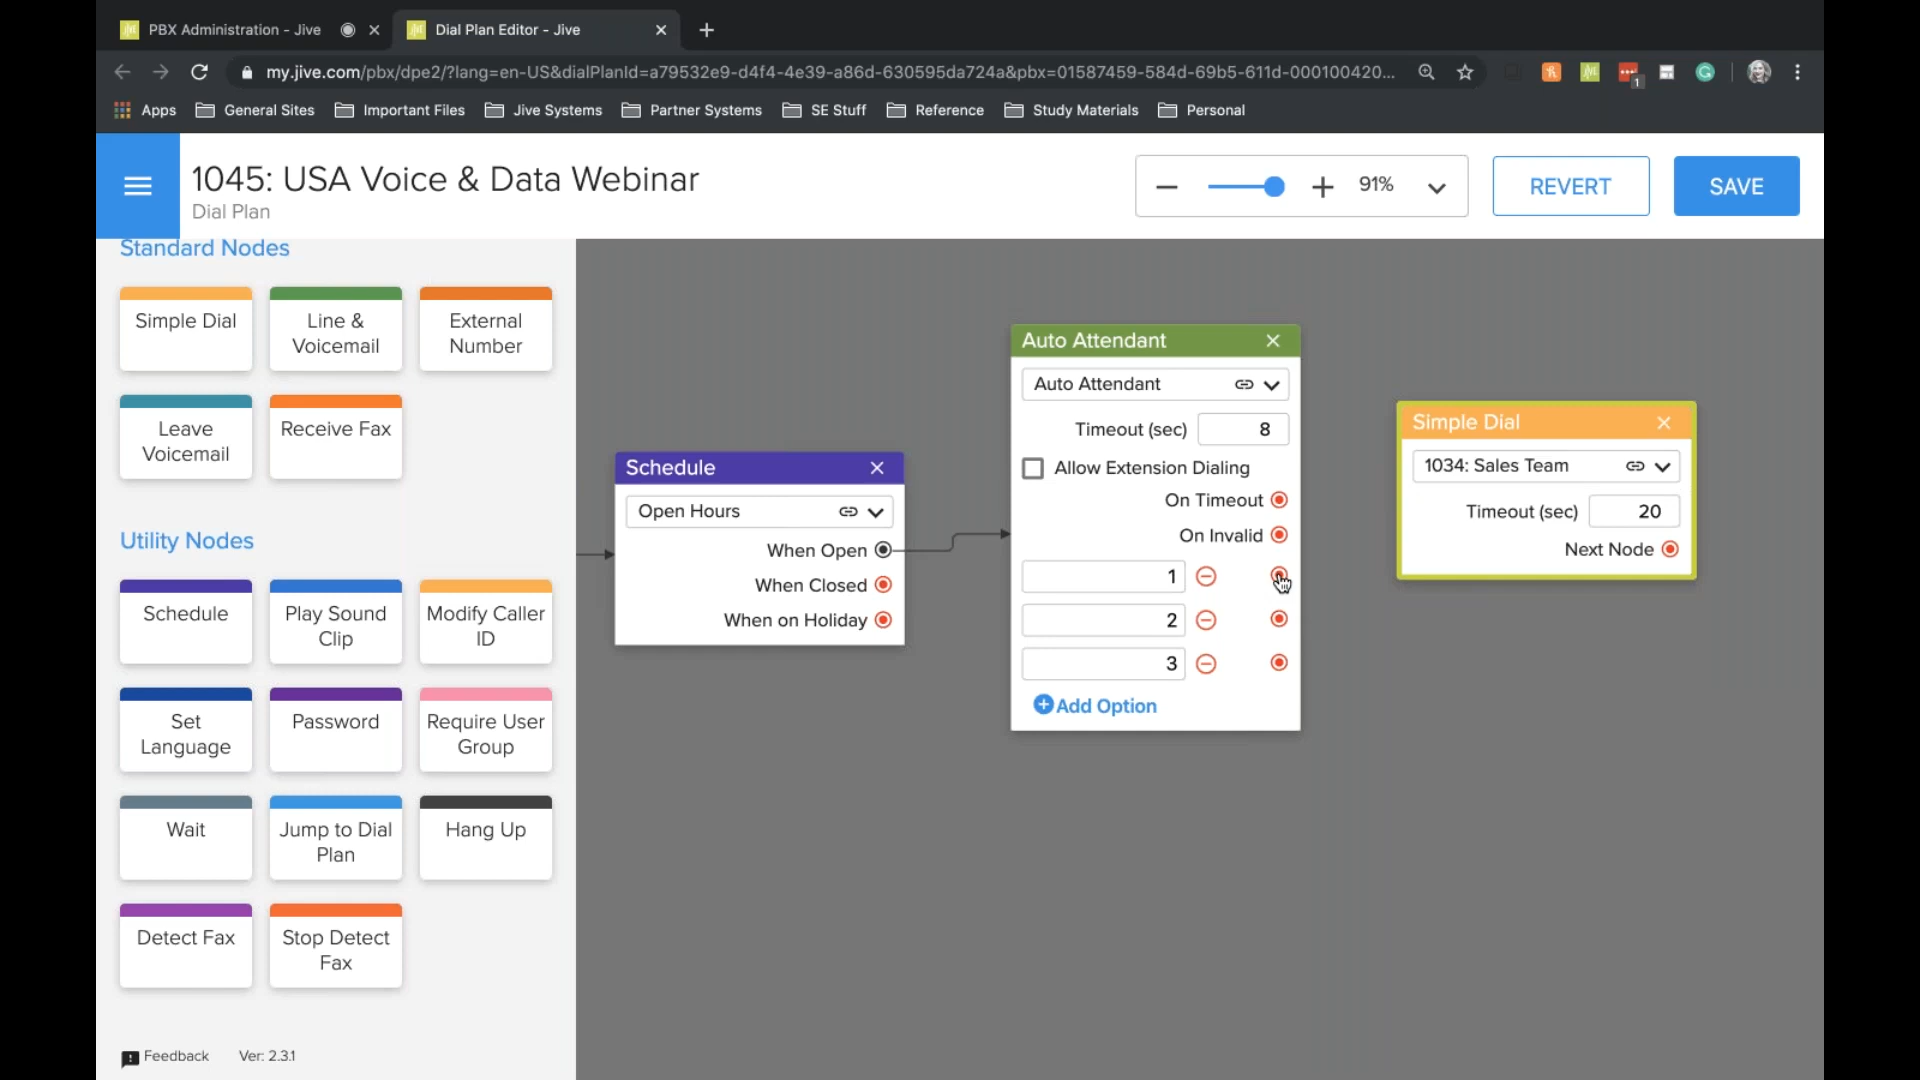 PBX Administration - Jive
Dial Plan Editor - Jive
my.jive.com/pbx/dpe2/?lang=en-US&dialPlanId=a79532e9-d4f4-4e39-a86d-630595da724a&pbx=01587459-584d-69b5-611d-000100420...
1
Apps
General Sites
Important Files
Jive Systems
Partner Systems
SE Stuff
Reference
Study Materials
Personal
1045: USA Voice & Data Webinar
Dial Plan
91%
REVERT
SAVE
Standard Nodes
Simple Dial
Line &
Voicemail
External
Number
Leave
Voicemail
Receive Fax
Utility Nodes
Schedule
Play Sound
Clip
Modify Caller
ID
Set
Language
Password
Require User
Group
Wait
Jump to Dial
Plan
Hang Up
Detect Fax
Stop Detect
Fax
Feedback
Ver: 2.3.1
Schedule
Open Hours
When Open
When Closed
When on Holiday
Auto Attendant
Auto Attendant
Timeout (sec) 8
Allow Extension Dialing
On Timeout
On Invalid
1
2
3
Add Option
Simple Dial
1034: Sales Team
Timeout (sec) 20
Next Node